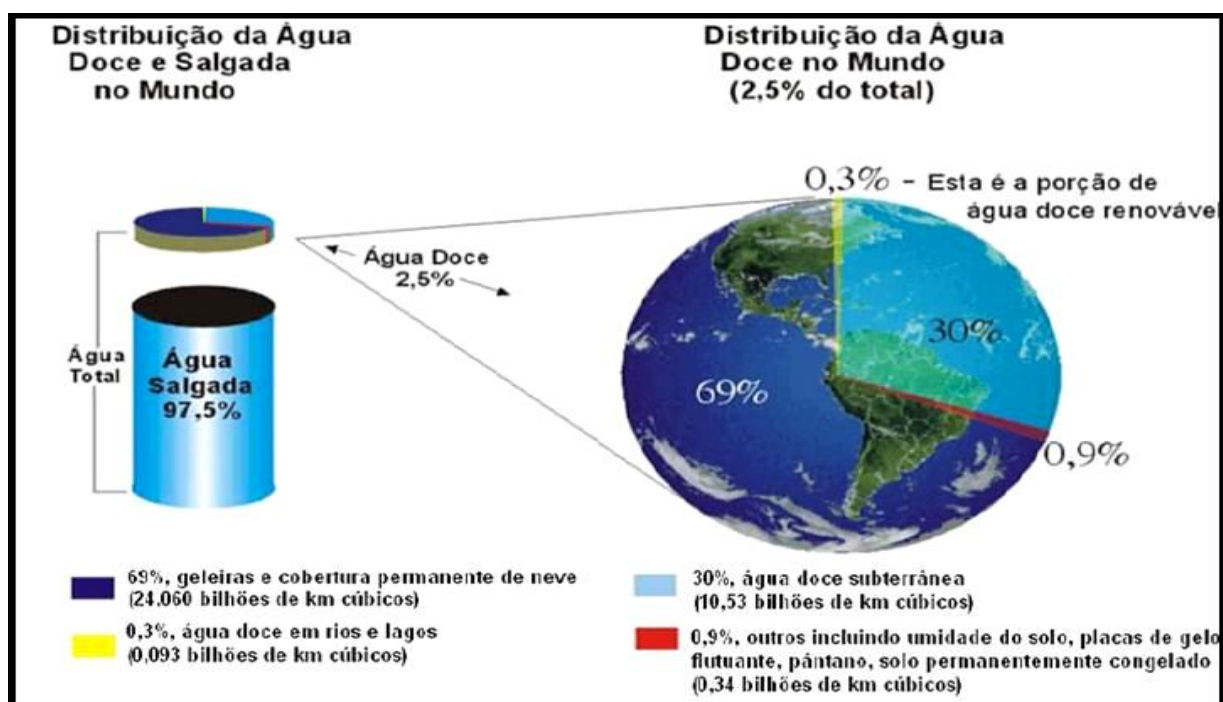 Distribuição da Água
Doce e Salgada
no Mundo
Distribuição da Água
Doce no Mundo
(2,5% do total)
0,3% - Esta é a porção de
água doce renovável
Água Doce
2,5%
Água
Total
Água
Salgada
97,5%
30%
69%
0,9%
69%, geleiras e cobertura permanente de neve
(24,060 bilhões de km cúbicos)
0,3%, água doce em rios e lagos
(0,093 bilhões de km cúbicos)
30%, água doce subterrânea
(10,53 bilhões de km cúbicos)
0,9%, outros incluindo umidade do solo, placas de gelo
flutuante, pântano, solo permanentemente congelado
(0,34 bilhões de km cúbicos)